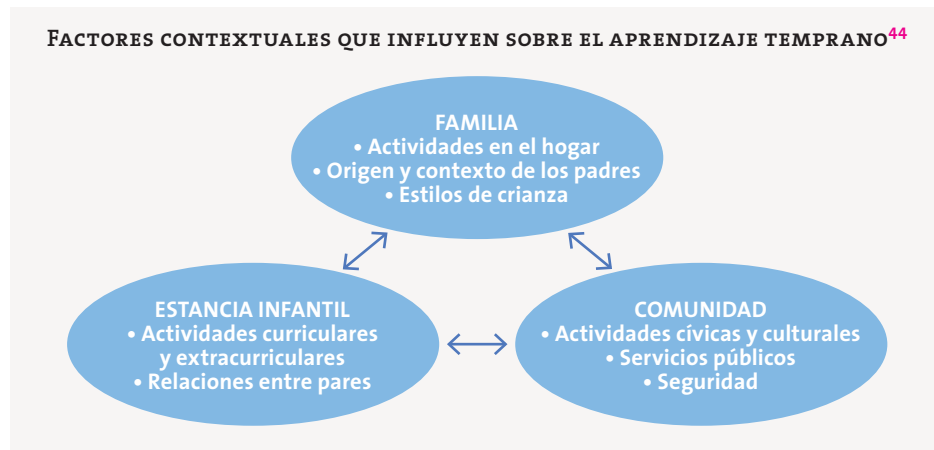 FACTORES CONTEXTUALES QUE INFLUYEN SOBRE EL APRENDIZAJE TEMPRANO44
FAMILIA
• Actividades en el hogar
• Origen y contexto de los padres
• Estilos de crianza
ESTANCIA INFANTIL
• Actividades curriculares
y extracurriculares
• Relaciones entre pares
COMUNIDAD
• Actividades cívicas y culturales
• Servicios públicos
• Seguridad